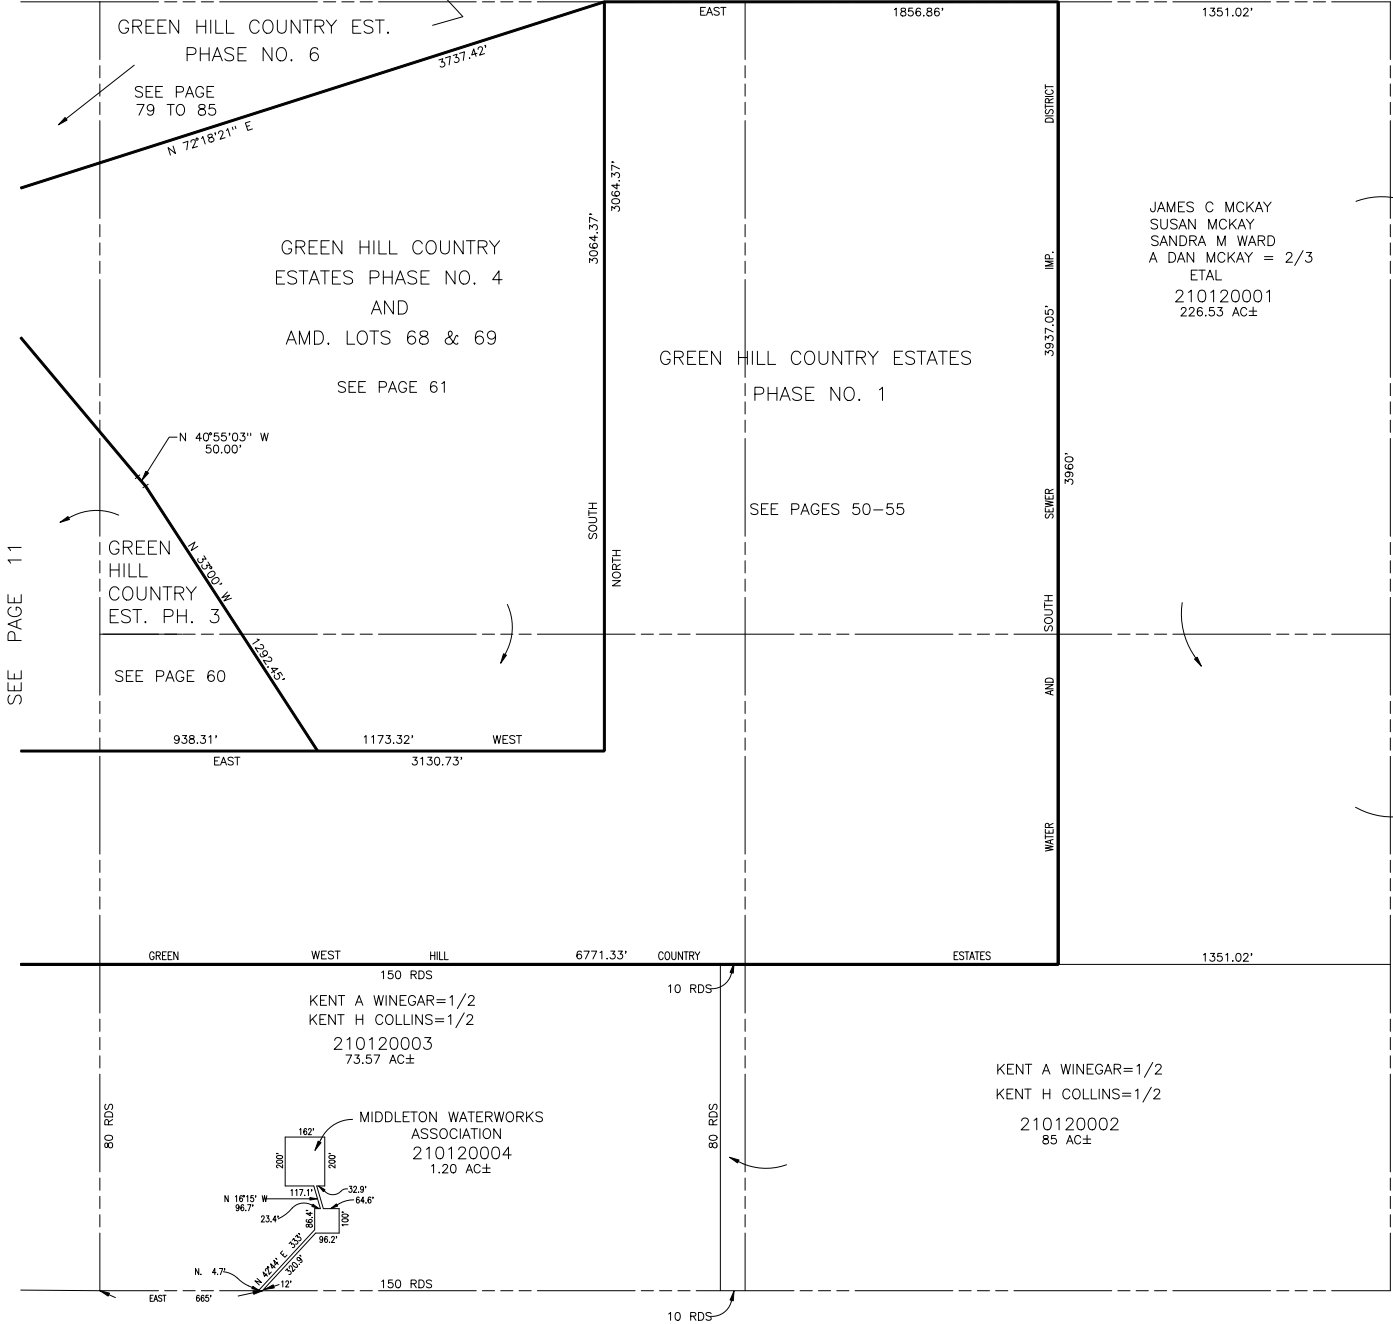 GREEN HILL COUNTRY EST.
PHASE NO. 6
SEE PAGE
79 TO 85
3737.42'
N 72°18'21" E
EAST
1856.86'
1351.02'
GREEN HILL COUNTRY
ESTATES PHASE NO. 4
AND
AMD. LOTS 68 & 69
SEE PAGE 61
3064.37'
3064.37'
SOUTH
NORTH
GREEN HILL COUNTRY ESTATES
PHASE NO. 1
SEE PAGES 50-55
DISTRICT
IMP.
3937.05'
SEWER
SOUTH
AND
WATER
3960'
JAMES C MCKAY
SUSAN MCKAY
SANDRA M WARD
A DAN MCKAY = 2/3
ETAL
210120001
226.53 AC±
N 40°55'03" W
50.00'
SEE PAGE 11
GREEN
HILL
COUNTRY
EST. PH. 3
N 33°00' W
1292.45'
SEE PAGE 60
938.31'
1173.32'
WEST
EAST
3130.73'
GREEN
WEST
HILL
6771.33'
COUNTRY
ESTATES
1351.02'
150 RDS
10 RDS
KENT A WINEGAR=1/2
KENT H COLLINS=1/2
210120003
73.57 AC±
80 RDS
80 RDS
KENT A WINEGAR=1/2
KENT H COLLINS=1/2
210120002
85 AC±
MIDDLETON WATERWORKS
ASSOCIATION
210120004
1.20 AC±
162'
200'
200'
117.1'
32.9'
N 16°15' W
96.7'
64.6'
23.4'
86.4'
100'
96.2'
N 42°44' E 333'
320.9'
N. 4.7'
12'
150 RDS
EAST 665'
10 RDS